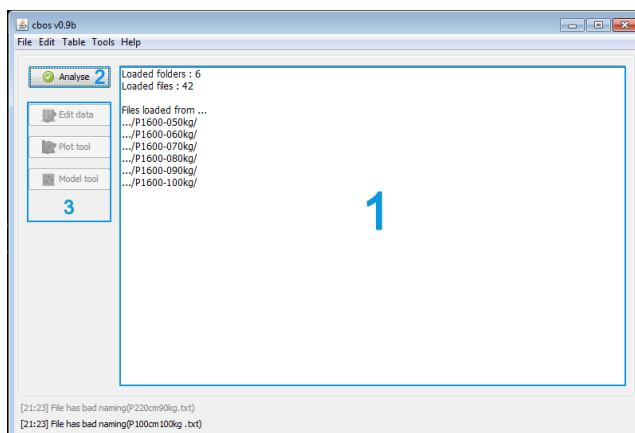 cbos v0.9b
File Edit Table Tools Help
Analyse 2
Loaded folders : 6
Loaded files : 42
Edit data
Files loaded from ...
.../P1600-050kg/
.../P1600-060kg/
Plot tool
.../P1600-070kg/
.../P1600-080kg/
Model tool
.../P1600-090kg/
.../P1600-100kg/
3
1
[21:23] File has bad naming(P220cm90kg.txt)
[21:23] File has bad naming(P100cm100kg .txt)